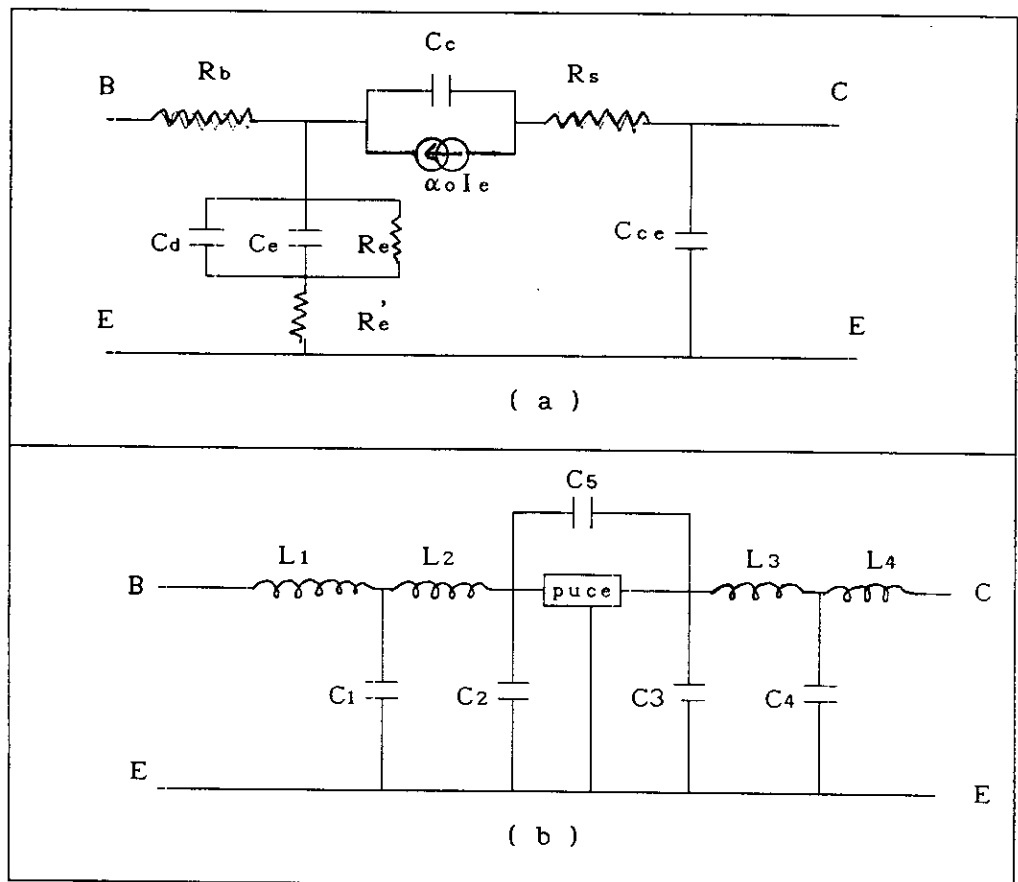 Cc
Rb
Rs
B
C
αoIe
Cd
Ce
Re
Cce
E
Re'
E
( a )
C5
L1
L2
L3
L4
B
puce
C
C1
C2
C3
C4
E
E
( b )